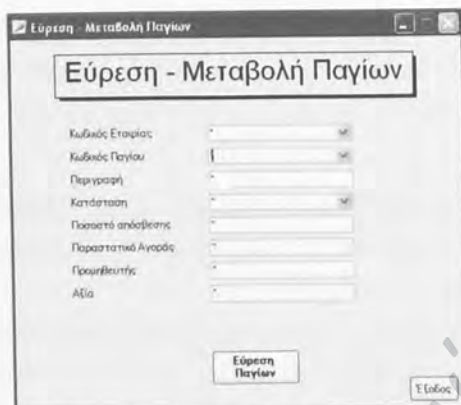 Εύρεση - Μεταβολή Παγίων
Εύρεση - Μεταβολή Παγίων
Κωδικός Εταιρίας *
Κωδικός Παγίου
Περιγραφή *
Κατάσταση *
Ποσοστό απόσβεσης *
Παραστατικό Αγοράς *
Προμηθευτής *
Αξία *
Εύρεση
Παγίων
Έξοδος